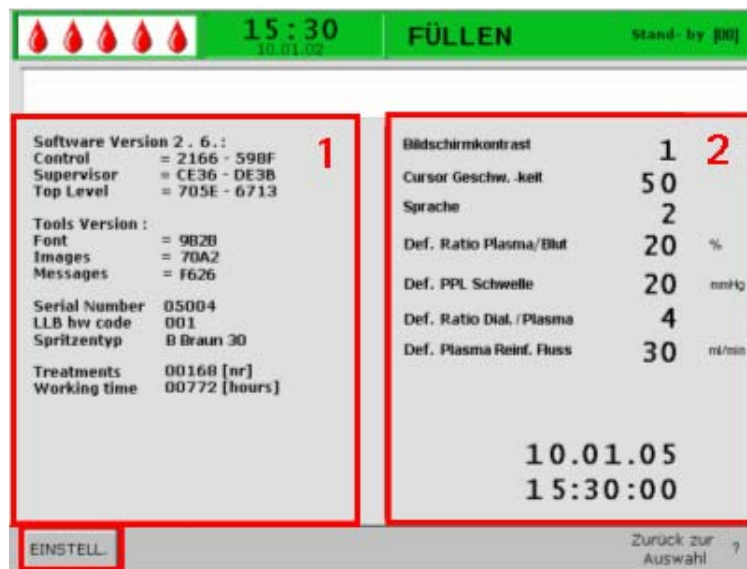 15:30
10.01.02
FÜLLEN
Stand- by [00]
1
Software Version 2 . 6.:
Control = 2166 - 598F
Supervisor = CE36 - DE3B
Top Level = 705E - 6713
Tools Version :
Font = 9B2B
Images = 70A2
Messages = F626
Serial Number 05004
LLB hw code 001
Spritzentyp B Braun 30
Treatments 00168 [nr]
Working time 00772 [hours]
2
Bildschirmkontrast 1
Cursor Geschw. -keit 50
Sprache 2
Def. Ratio Plasma/Blut 20 %
Def. PPL Schwelle 20 mmHg
Def. Ratio Dial. /Plasma 4
Def. Plasma Reinf. Fluss 30 ml/min
10.01.05
15:30:00
EINSTELL.
Zurück zur
Auswahl ?